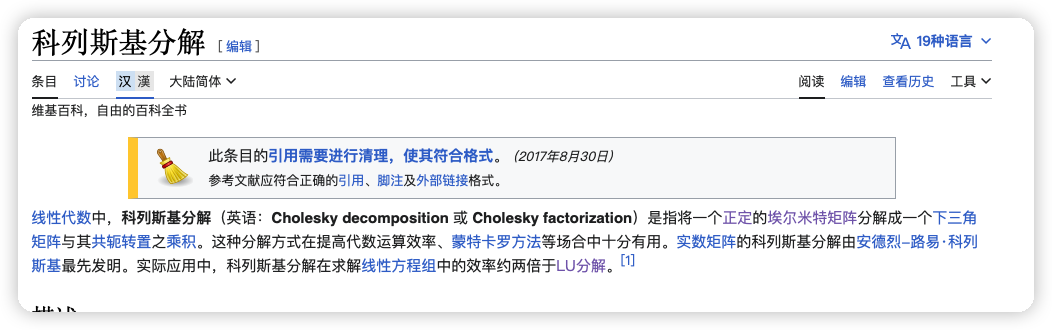 科列斯基分解 [ 编辑 ]
19种语言
条目 讨论 汉 漢 大陆简体
阅读 编辑 查看历史 工具
维基百科，自由的百科全书
此条目的引用需要进行清理，使其符合格式。 (2017年8月30日)
参考文献应符合正确的引用、脚注及外部链接格式。
线性代数中，科列斯基分解（英语：Cholesky decomposition 或 Cholesky factorization）是指将一个正定的埃尔米特矩阵分解成一个下三角
矩阵与其共轭转置之乘积。这种分解方式在提高代数运算效率、蒙特卡罗方法等场合中十分有用。实数矩阵的科列斯基分解由安德烈–路易·科列
斯基最先发明。实际应用中，科列斯基分解在求解线性方程组中的效率约两倍于LU分解。[1]